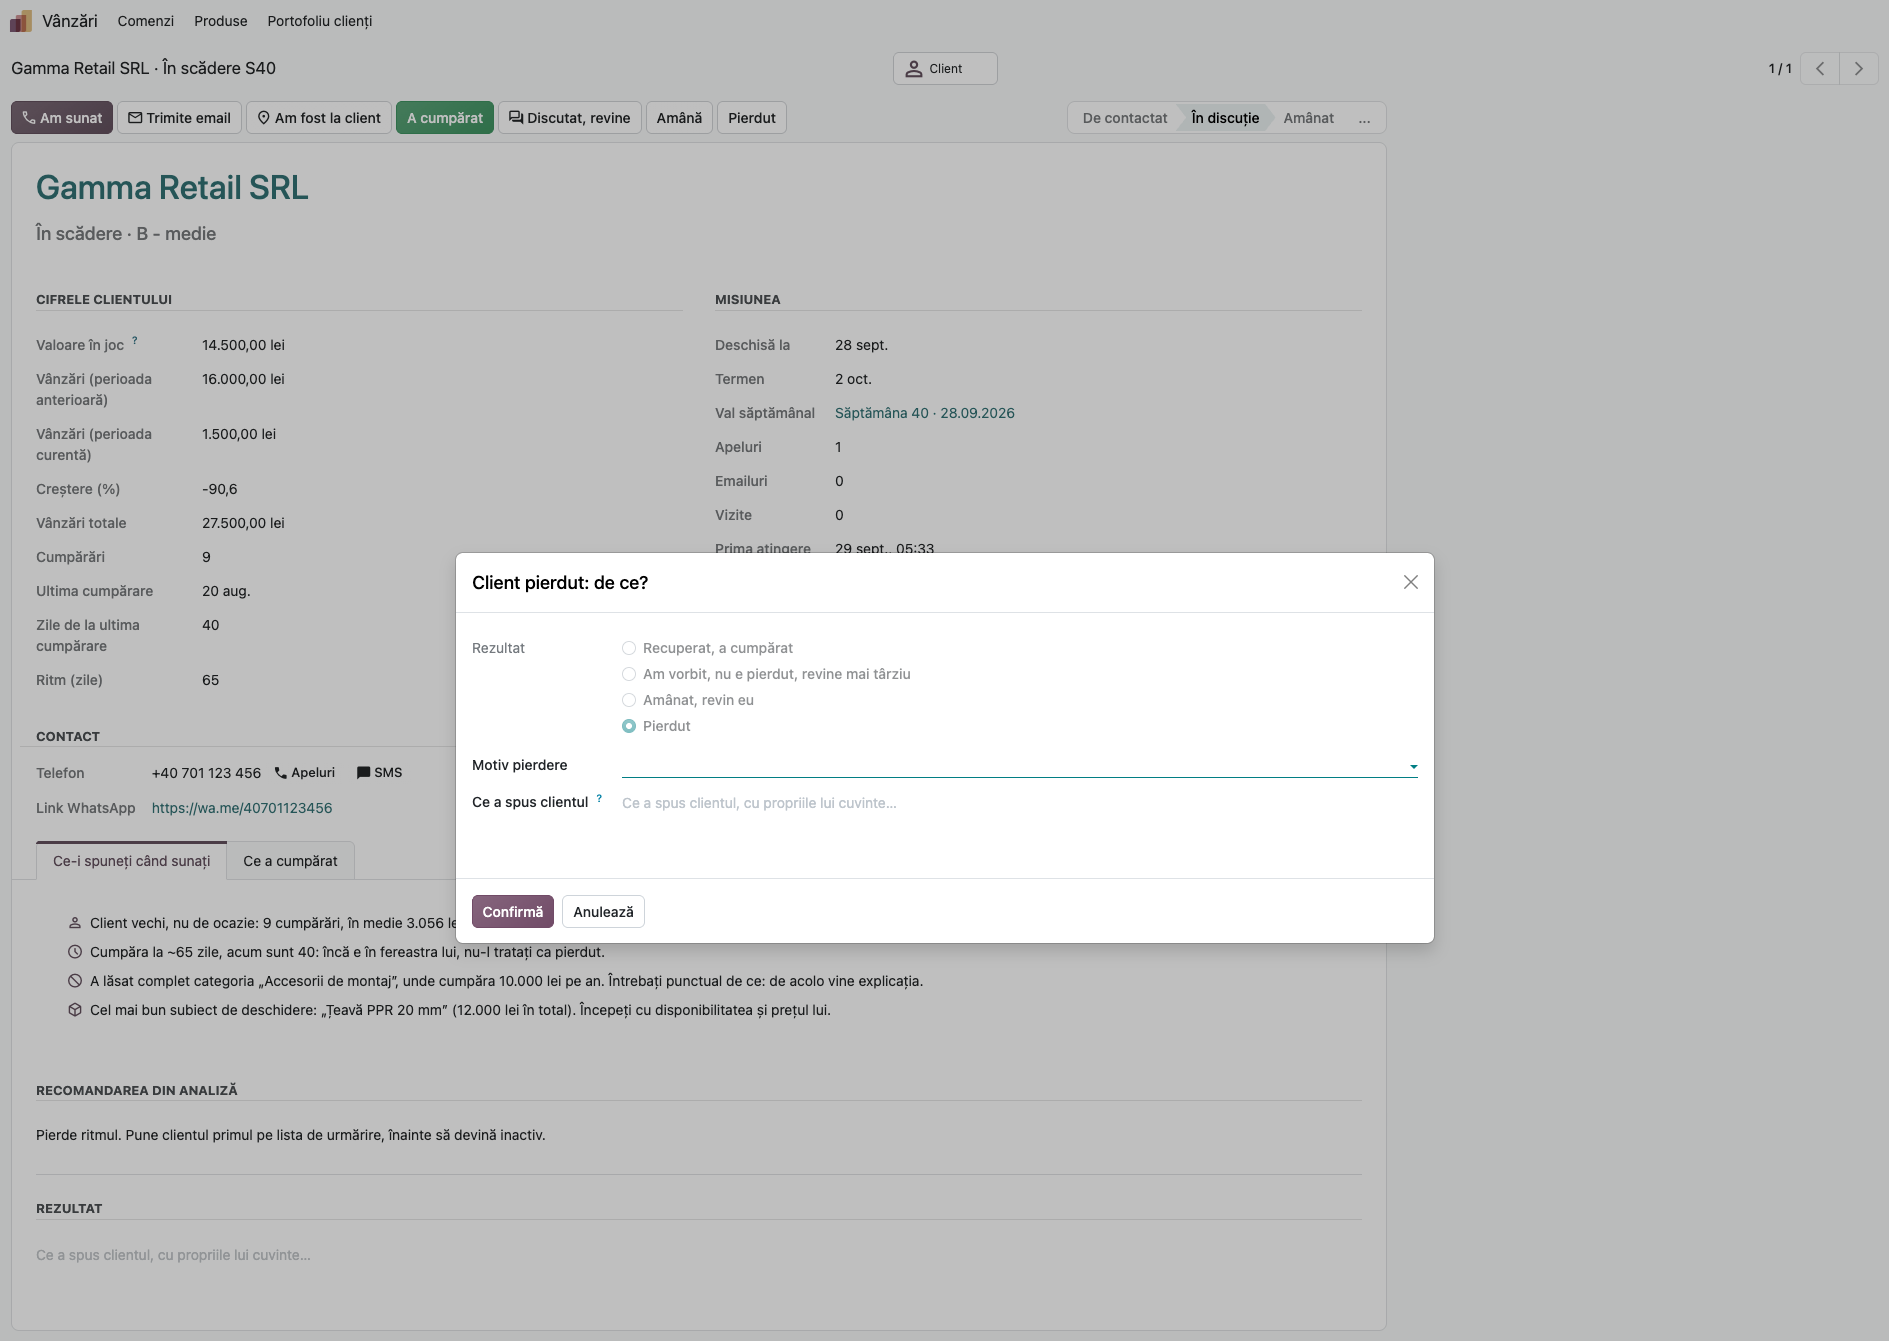 Vânzări Comenzi Produse Portofoliu clienți
Gamma Retail SRL · În scădere S40
Client
1 / 1
Am sunat Trimite email Am fost la client A cumpărat Discutat, revine Amână Pierdut
De contactat În discuție Amânat ...
Gamma Retail SRL
În scădere · B - medie
CIFRELE CLIENTULUI
Valoare în joc ? 14.500,00 lei
Vânzări (perioada anterioară) 16.000,00 lei
Vânzări (perioada curentă) 1.500,00 lei
Creștere (%) -90,6
Vânzări totale 27.500,00 lei
Cumpărări 9
Ultima cumpărare 20 aug.
Zile de la ultima cumpărare 40
Ritm (zile) 65
MISIUNEA
Deschisă la 28 sept.
Termen 2 oct.
Val săptămânal Săptămâna 40 · 28.09.2026
Apeluri 1
Emailuri 0
Vizite 0
Prima atingere 29 sept., 05:33
CONTACT
Telefon +40 701 123 456 Apeluri SMS
Link WhatsApp https://wa.me/40701123456
Client pierdut: de ce?
Rezultat
Recuperat, a cumpărat
Am vorbit, nu e pierdut, revine mai târziu
Amânat, revin eu
Pierdut
Motiv pierdere
Ce a spus clientul ? Ce a spus clientul, cu propriile lui cuvinte...
Confirmă Anulează
Ce-i spuneți când sunați Ce a cumpărat
Client vechi, nu de ocazie: 9 cumpărări, în medie 3.056 le
Cumpăra la ~65 zile, acum sunt 40: încă e în fereastra lui, nu-l tratați ca pierdut.
A lăsat complet categoria „Accesorii de montaj”, unde cumpăra 10.000 lei pe an. Întrebați punctual de ce: de acolo vine explicația.
Cel mai bun subiect de deschidere: „Țeavă PPR 20 mm” (12.000 lei în total). Începeți cu disponibilitatea și prețul lui.
RECOMANDAREA DIN ANALIZĂ
Pierde ritmul. Pune clientul primul pe lista de urmărire, înainte să devină inactiv.
REZULTAT
Ce a spus clientul, cu propriile lui cuvinte...